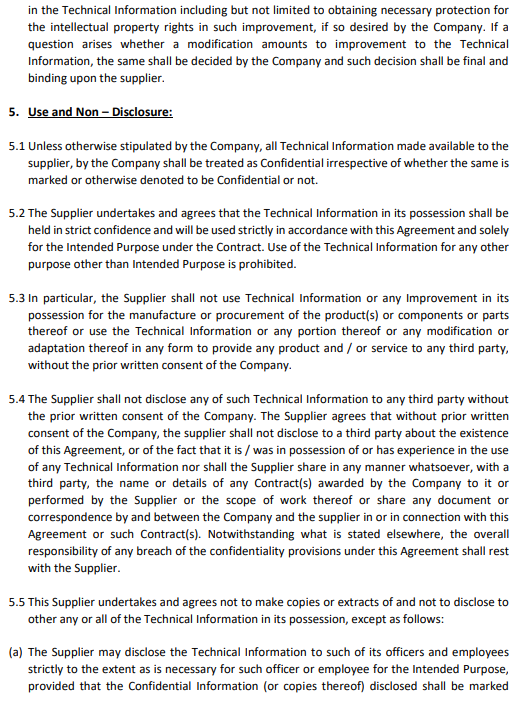 in the Technical Information including but not limited to obtaining necessary protection for
the intellectual property rights in such improvement, if so desired by the Company. If a
question arises whether a modification amounts to improvement to the Technical
Information, the same shall be decided by the Company and such decision shall be final and
binding upon the supplier.
5. Use and Non – Disclosure:
5.1 Unless otherwise stipulated by the Company, all Technical Information made available to the
supplier, by the Company shall be treated as Confidential irrespective of whether the same is
marked or otherwise denoted to be Confidential or not.
5.2 The Supplier undertakes and agrees that the Technical Information in its possession shall be
held in strict confidence and will be used strictly in accordance with this Agreement and solely
for the Intended Purpose under the Contract. Use of the Technical Information for any other
purpose other than Intended Purpose is prohibited.
5.3 In particular, the Supplier shall not use Technical Information or any Improvement in its
possession for the manufacture or procurement of the product(s) or components or parts
thereof or use the Technical Information or any portion thereof or any modification or
adaptation thereof in any form to provide any product and / or service to any third party,
without the prior written consent of the Company.
5.4 The Supplier shall not disclose any of such Technical Information to any third party without
the prior written consent of the Company. The Supplier agrees that without prior written
consent of the Company, the supplier shall not disclose to a third party about the existence
of this Agreement, or of the fact that it is / was in possession of or has experience in the use
of any Technical Information nor shall the Supplier share in any manner whatsoever, with a
third party, the name or details of any Contract(s) awarded by the Company to it or
performed by the Supplier or the scope of work thereof or share any document or
correspondence by and between the Company and the supplier in or in connection with this
Agreement or such Contract(s). Notwithstanding what is stated elsewhere, the overall
responsibility of any breach of the confidentiality provisions under this Agreement shall rest
with the Supplier.
5.5 This Supplier undertakes and agrees not to make copies or extracts of and not to disclose to
other any or all of the Technical Information in its possession, except as follows:
(a) The Supplier may disclose the Technical Information to such of its officers and employees
strictly to the extent as is necessary for such officer or employee for the Intended Purpose,
provided that the Confidential Information (or copies thereof) disclosed shall be marked